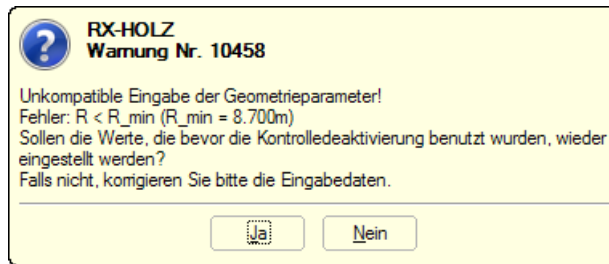 RX-HOLZ
Warnung Nr. 10458
Unkompatible Eingabe der Geometrieparameter!
Fehler: R < R_min (R_min = 8.700m)
Sollen die Werte, die bevor die Kontrolledeaktivierung benutzt wurden, wieder
eingestellt werden?
Falls nicht, korrigieren Sie bitte die Eingabedaten.
Ja
Nein